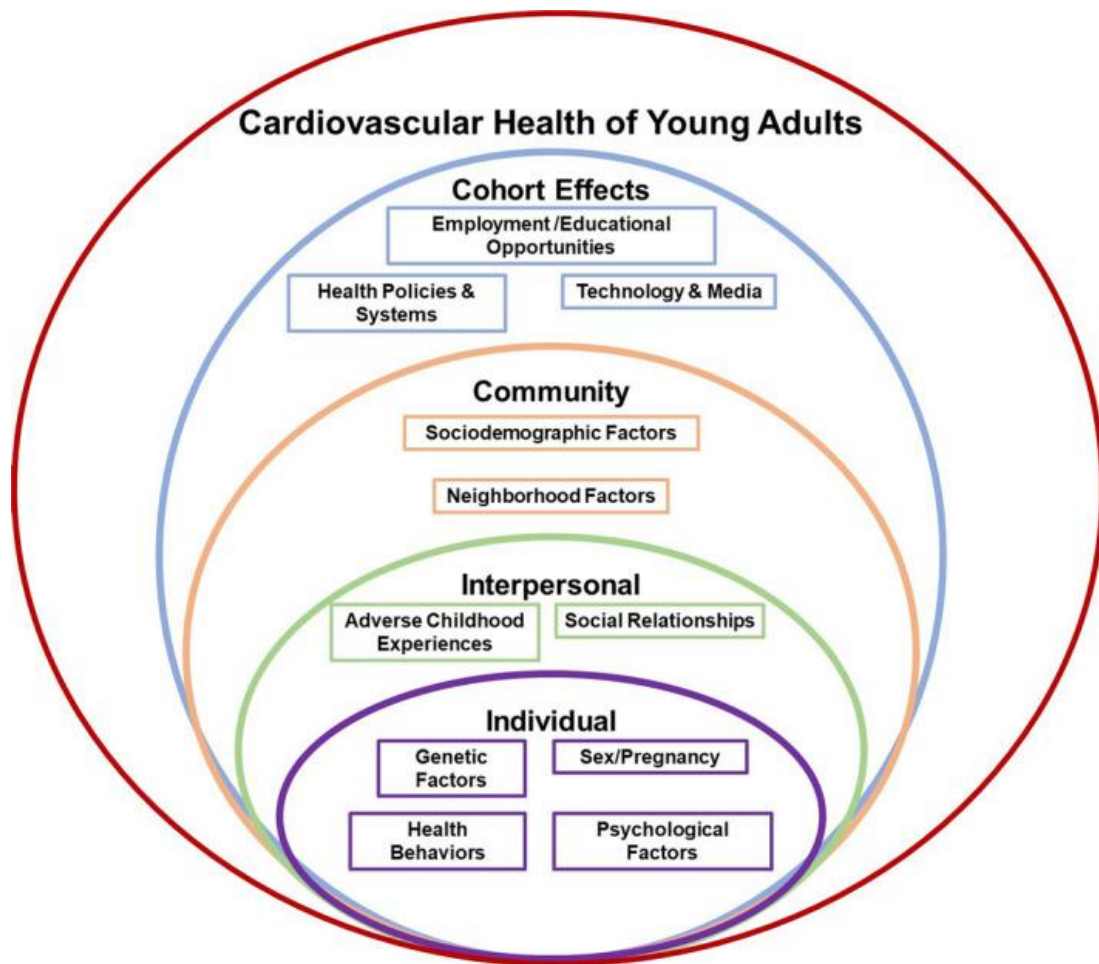 Cardiovascular Health of Young Adults
Cohort Effects
Employment /Educational
Opportunities
Health Policies &
Systems
Technology & Media
Community
Sociodemographic Factors
Neighborhood Factors
Interpersonal
Adverse Childhood
Experiences
Social Relationships
Individual
Genetic
Factors
Sex/Pregnancy
Health
Behaviors
Psychological
Factors